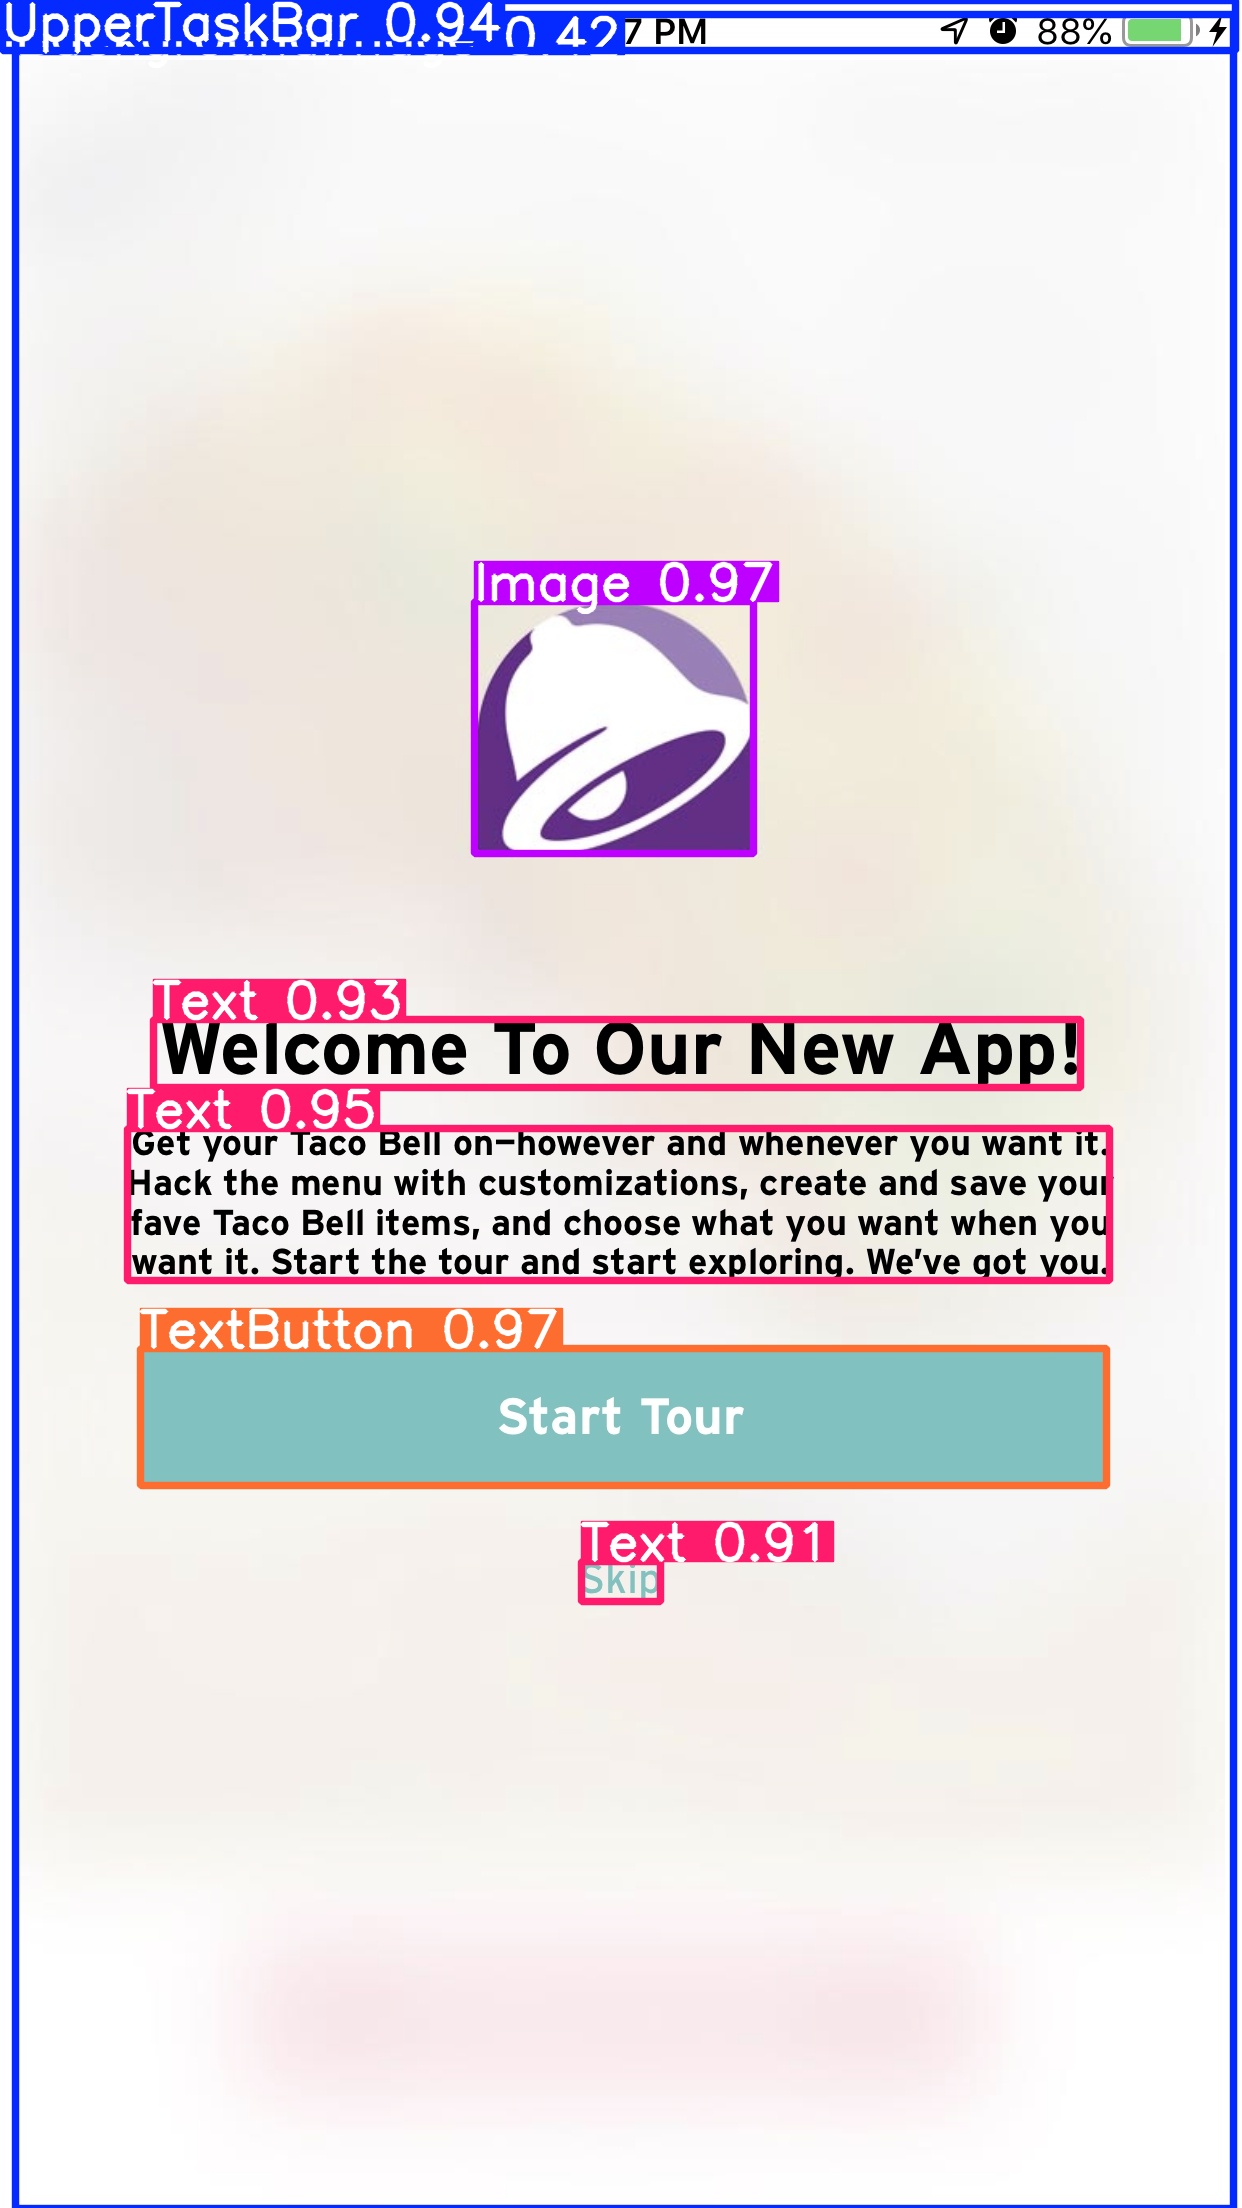 UpperTaskBar 0.94
0.42
7 PM
88%
Image 0.97
Text 0.93
Welcome To Our New App!
Text 0.95
Get your Taco Bell on—however and whenever you want it.
Hack the menu with customizations, create and save your
fave Taco Bell items, and choose what you want when you
want it. Start the tour and start exploring. We've got you.
TextButton 0.97
Start Tour
Text 0.91
Skip